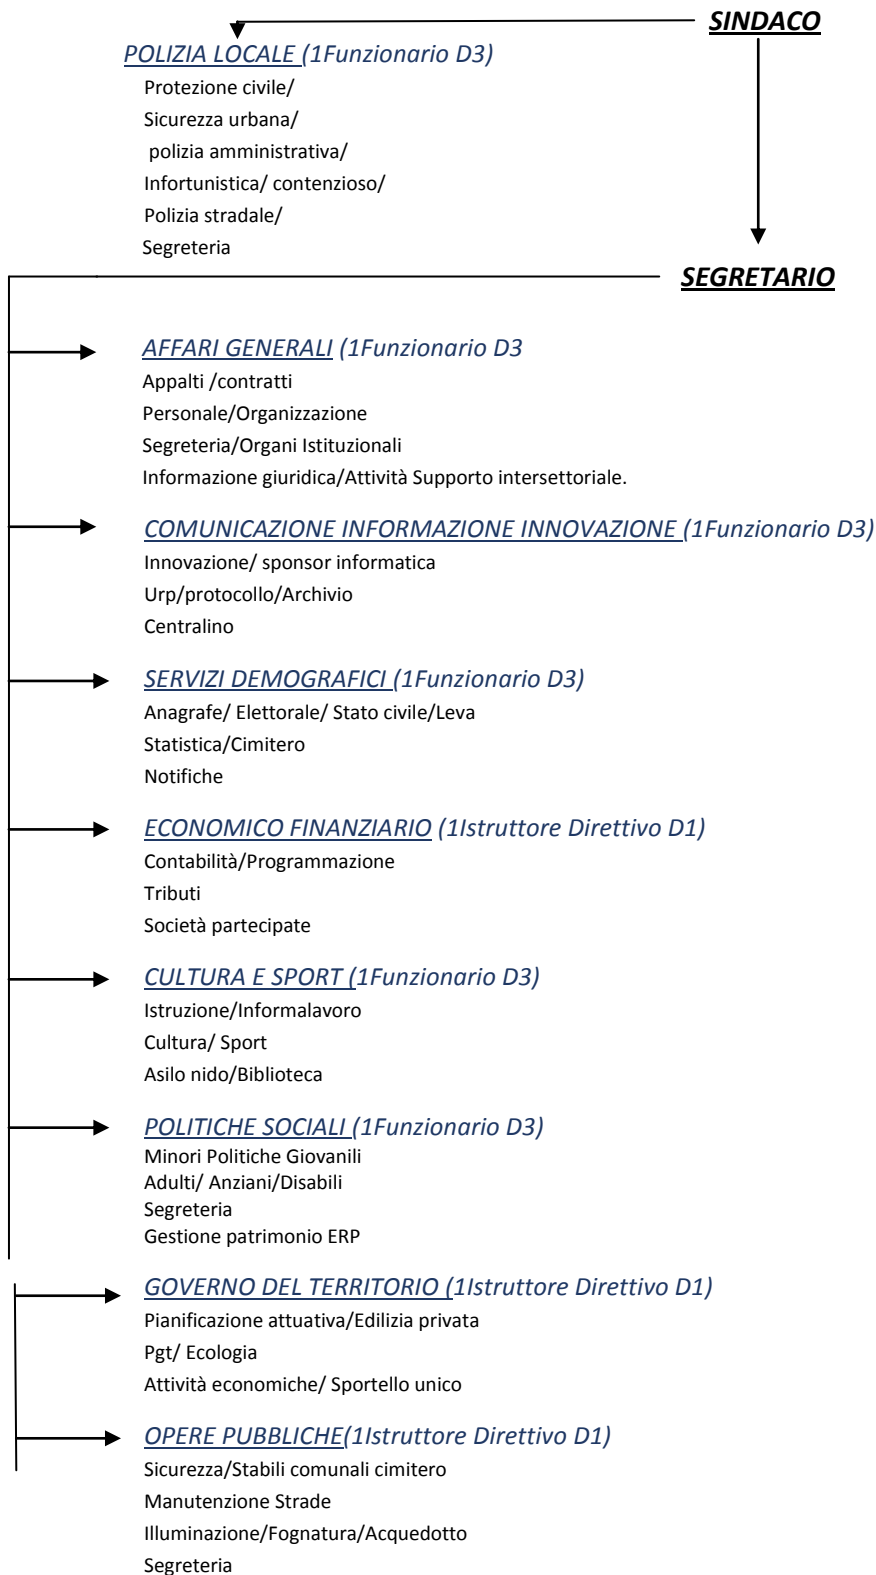 SINDACO
POLIZIA LOCALE (1Funzionario D3)
Protezione civile/
Sicurezza urbana/
polizia amministrativa/
Infortunistica/ contenzioso/
Polizia stradale/
Segreteria
SEGRETARIO
AFFARI GENERALI (1Funzionario D3
Appalti /contratti
Personale/Organizzazione
Segreteria/Organi Istituzionali
Informazione giuridica/Attività Supporto intersettoriale.
COMUNICAZIONE INFORMAZIONE INNOVAZIONE (1Funzionario D3)
Innovazione/ sponsor informatica
Urp/protocollo/Archivio
Centralino
SERVIZI DEMOGRAFICI (1Funzionario D3)
Anagrafe/ Elettorale/ Stato civile/Leva
Statistica/Cimitero
Notifiche
ECONOMICO FINANZIARIO (1Istruttore Direttivo D1)
Contabilità/Programmazione
Tributi
Società partecipate
CULTURA E SPORT (1Funzionario D3)
Istruzione/Informalavoro
Cultura/ Sport
Asilo nido/Biblioteca
POLITICHE SOCIALI (1Funzionario D3)
Minori Politiche Giovanili
Adulti/ Anziani/Disabili
Segreteria
Gestione patrimonio ERP
GOVERNO DEL TERRITORIO (1Istruttore Direttivo D1)
Pianificazione attuativa/Edilizia privata
Pgt/ Ecologia
Attività economiche/ Sportello unico
OPERE PUBBLICHE(1Istruttore Direttivo D1)
Sicurezza/Stabili comunali cimitero
Manutenzione Strade
Illuminazione/Fognatura/Acquedotto
Segreteria